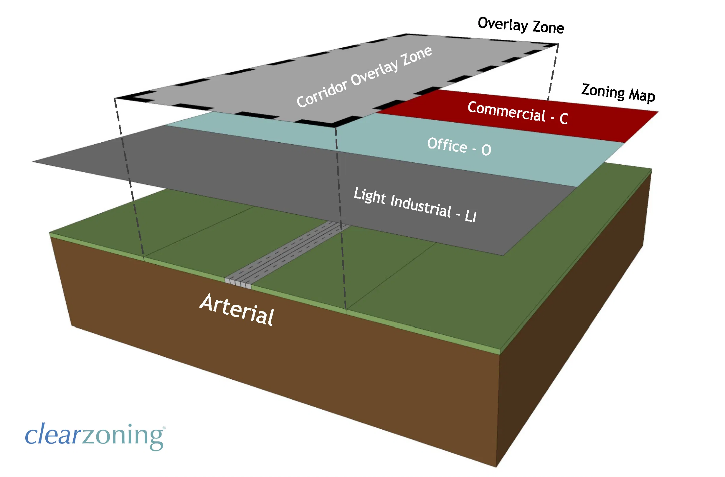 Overlay Zone
Corridor Overlay Zone
Zoning Map
Commercial - C
Office - O
Light Industrial - LI
Arterial
clearzoning